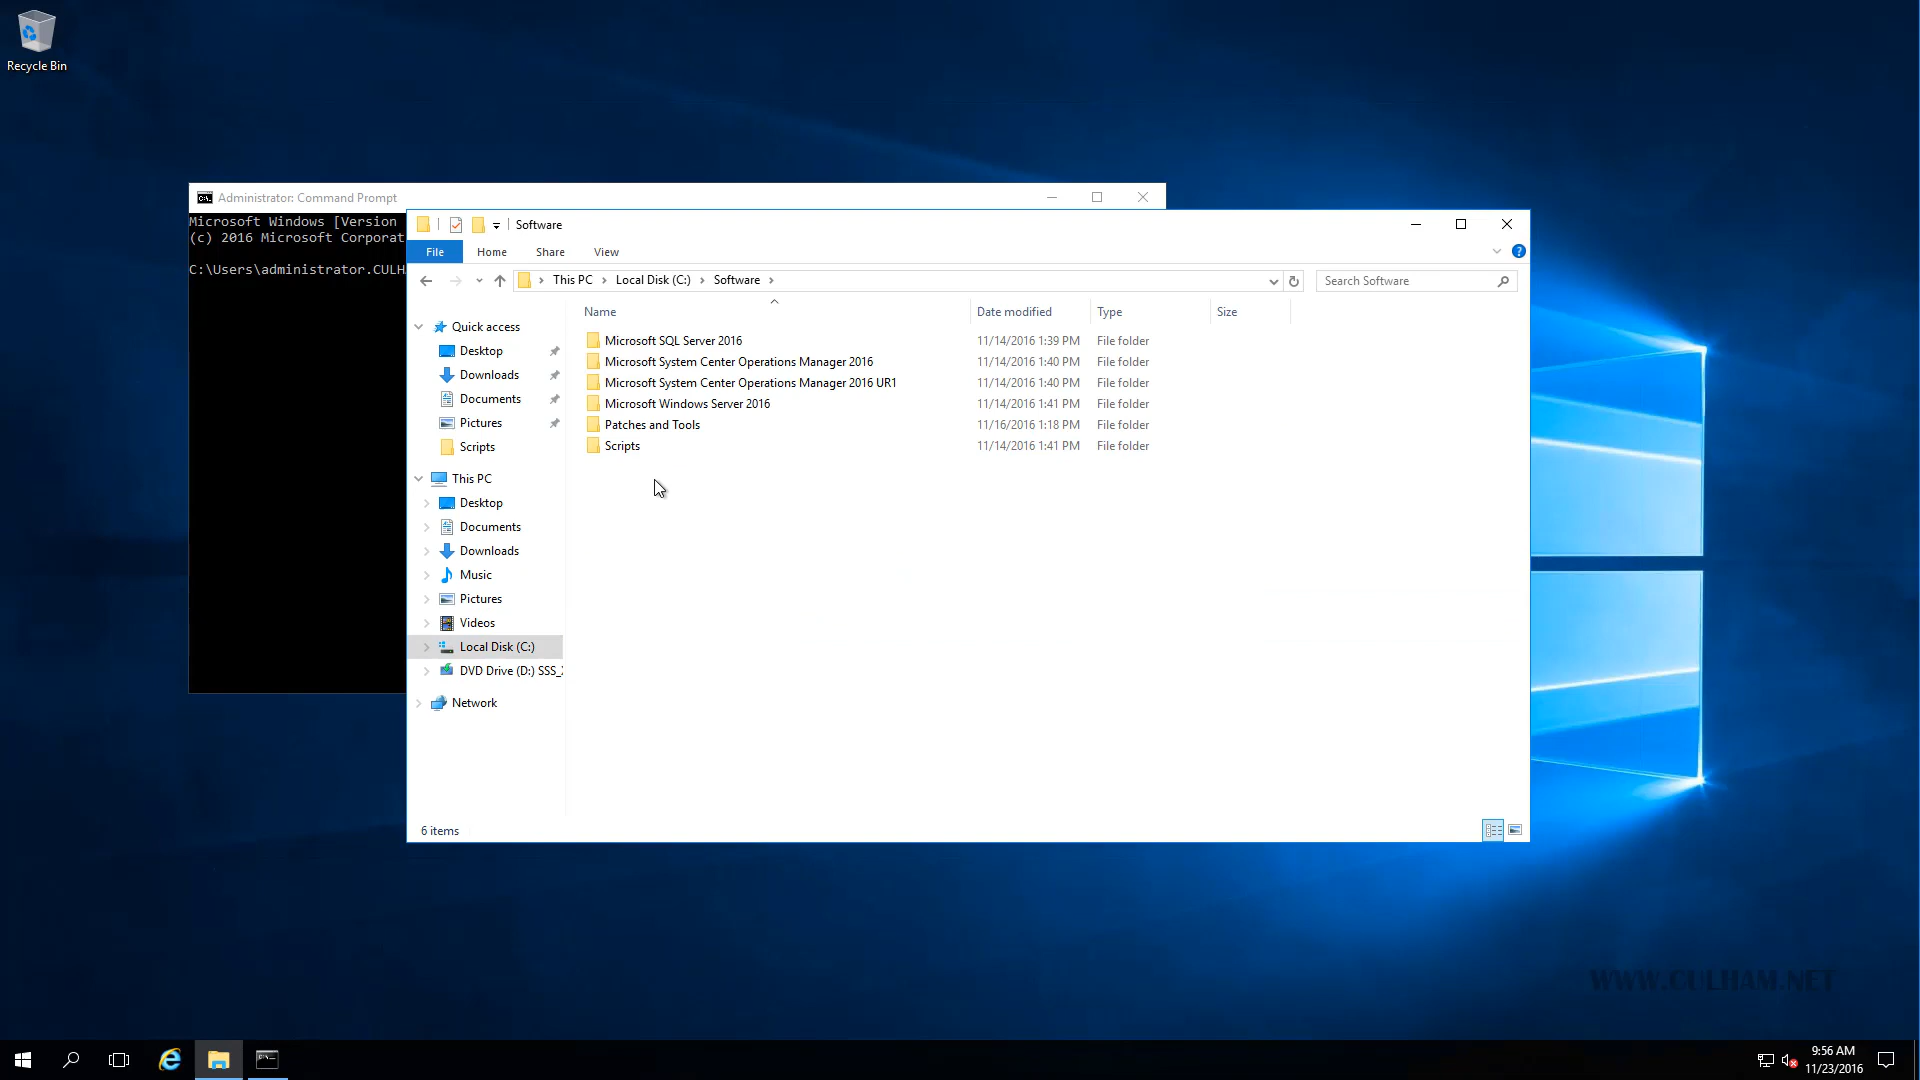 Recycle Bin
Administrator: Command Prompt
Microsoft Windows [Version
(c) 2016 Microsoft Corporat
C:\Users\administrator.CULH
Software
File Home Share View
This PC Local Disk (C:) Software
Search Software
Name Date modified Type Size
Quick access
Desktop
Downloads
Documents
Pictures
Scripts
This PC
Desktop
Documents
Downloads
Music
Pictures
Videos
Local Disk (C:)
DVD Drive (D:) SSS_
Network
Microsoft SQL Server 2016 11/14/2016 1:39 PM File folder
Microsoft System Center Operations Manager 2016 11/14/2016 1:40 PM File folder
Microsoft System Center Operations Manager 2016 UR1 11/14/2016 1:40 PM File folder
Microsoft Windows Server 2016 11/14/2016 1:41 PM File folder
Patches and Tools 11/16/2016 1:18 PM File folder
Scripts 11/14/2016 1:41 PM File folder
6 items
WWW.CULHAM.NET
9:56 AM
11/23/2016